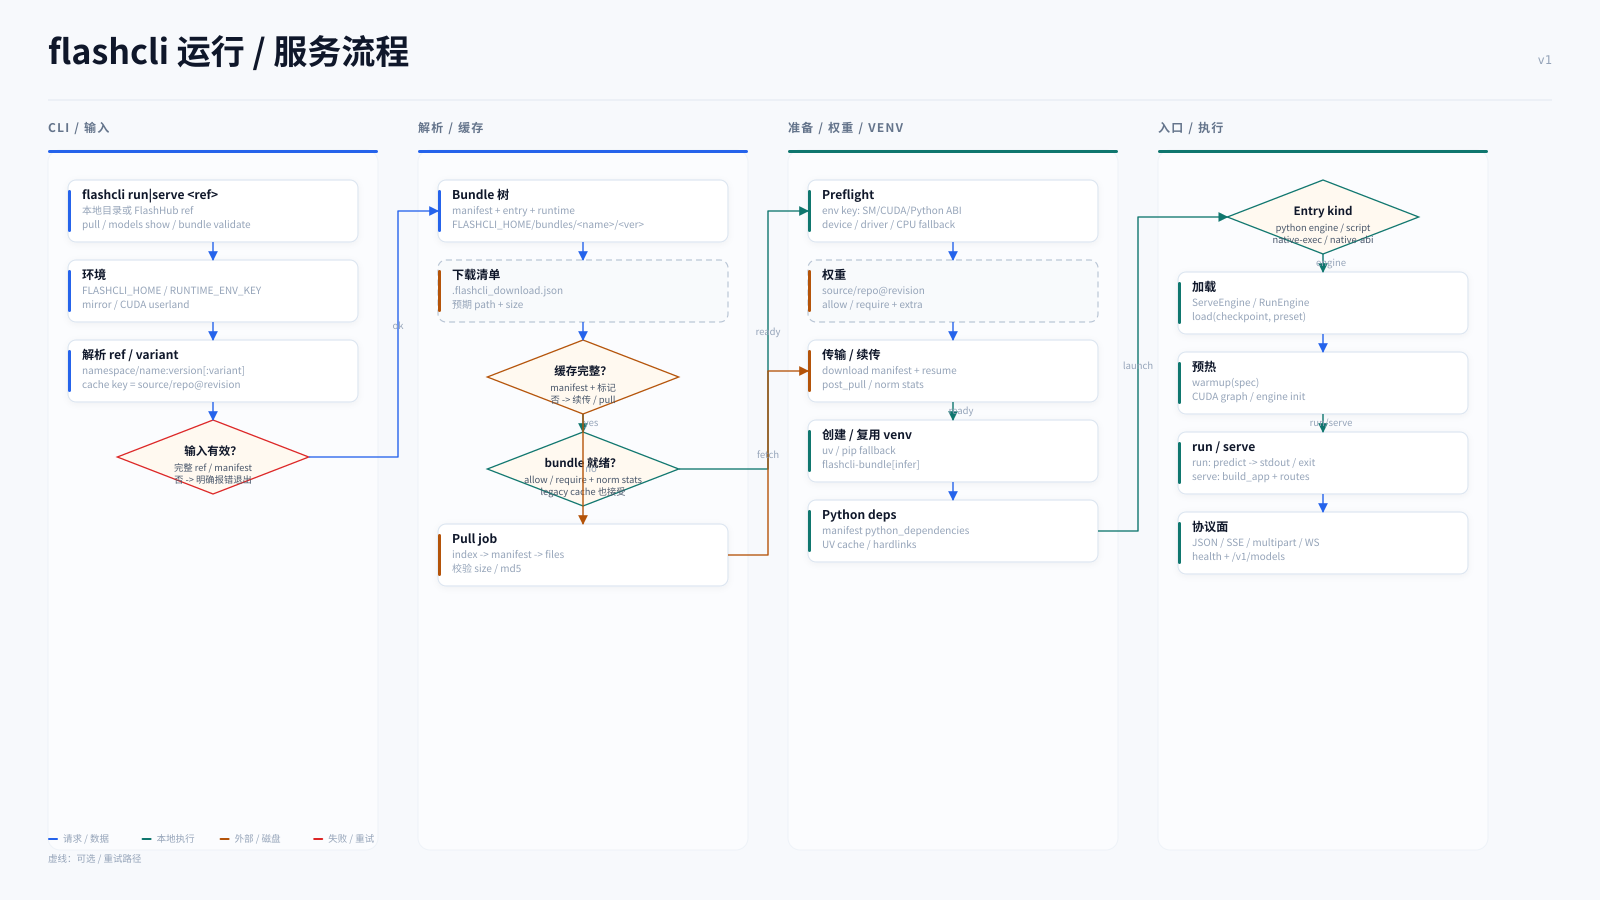 flashcli 运行 / 服务流程
v1
CLI / 输入
flashcli run|serve <ref>
本地目录或 FlashHub ref
pull / models show / bundle validate
环境
FLASHCLI_HOME / RUNTIME_ENV_KEY
mirror / CUDA userland
解析 ref / variant
namespace/name:version[:variant]
cache key = source/repo@revision
输入有效?
完整 ref / manifest
否 -> 明确报错退出
ok
解析 / 缓存
Bundle 树
manifest + entry + runtime
FLASHCLI_HOME/bundles/<name>/<ver>
下载清单
.flashcli_download.json
预期 path + size
缓存完整?
manifest + 标记
否 -> 续传 / pull
yes
bundle 就绪?
no
allow / require + norm stats
legacy cache 也接受
Pull job
index -> manifest -> files
校验 size / md5
ready
fetch
准备 / 权重 / VENV
Preflight
env key: SM/CUDA/Python ABI
device / driver / CPU fallback
权重
source/repo@revision
allow / require + extra
传输 / 续传
download manifest + resume
post_pull / norm stats
ready
创建 / 复用 venv
uv / pip fallback
flashcli-bundle[infer]
Python deps
manifest python_dependencies
UV cache / hardlinks
launch
入口 / 执行
Entry kind
python engine / script
native-exec / native-abi
engine
加载
ServeEngine / RunEngine
load(checkpoint, preset)
预热
warmup(spec)
CUDA graph / engine init
run/serve
run / serve
run: predict -> stdout / exit
serve: build_app + routes
协议面
JSON / SSE / multipart / WS
health + /v1/models
请求 / 数据
本地执行
外部 / 磁盘
失败 / 重试
虚线: 可选 / 重试路径